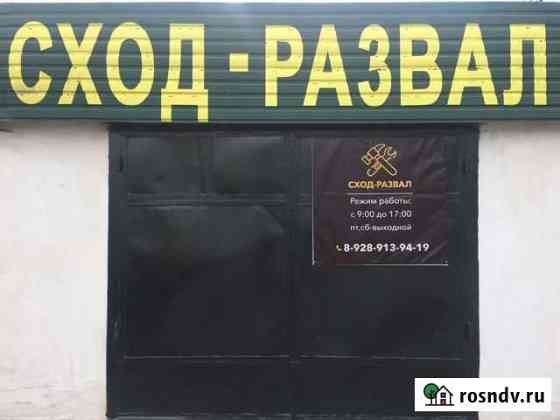 СХОД-РАЗВАЛ
СХОД-РАЗВАЛ
Режим работы:
с 9:00 до 17:00
пт,сб-выходной
8-928-913-94-19
rosndv.ru